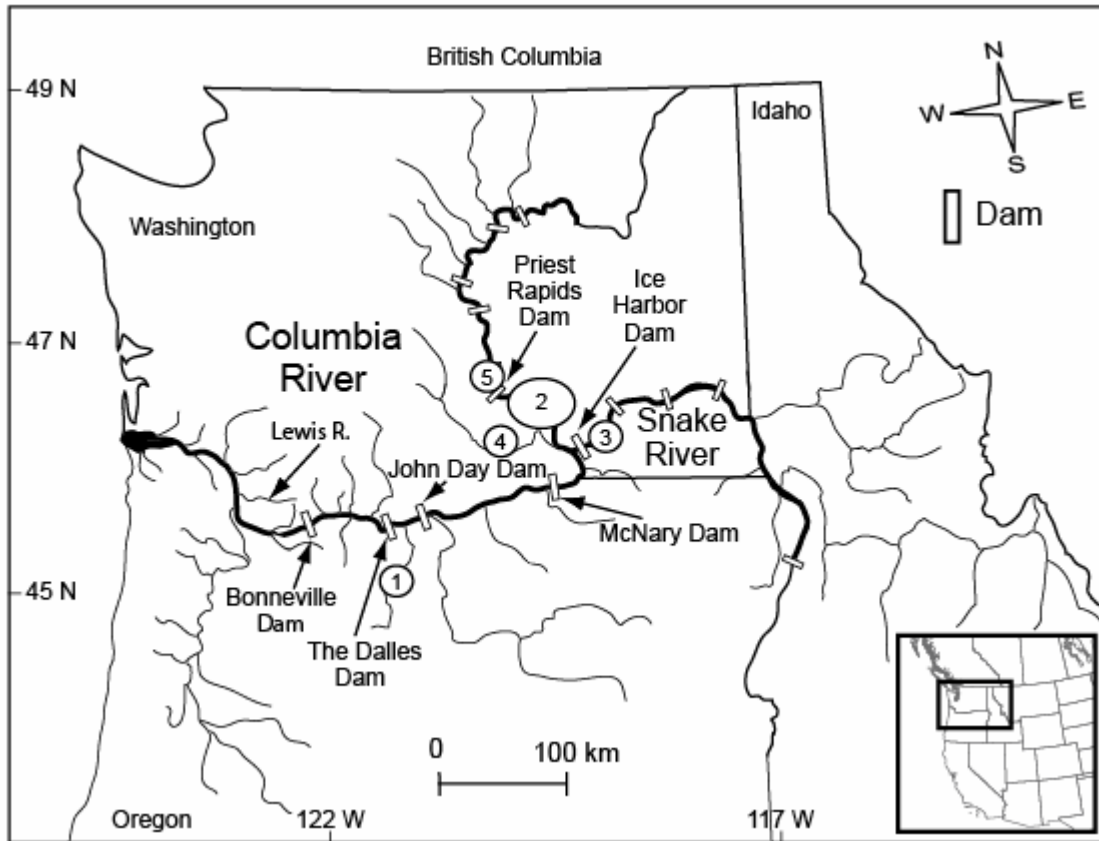 British Columbia
49 N
N
W
E
S
Idaho
Dam
Washington
Priest
Rapids
Dam
Ice
Harbor
Dam
47 N
Columbia
River
5
2
Snake
River
3
4
Lewis R.
John Day Dam
McNary Dam
45 N
1
Bonneville
Dam
The Dalles
Dam
0
100 km
Oregon
122 W
117 W